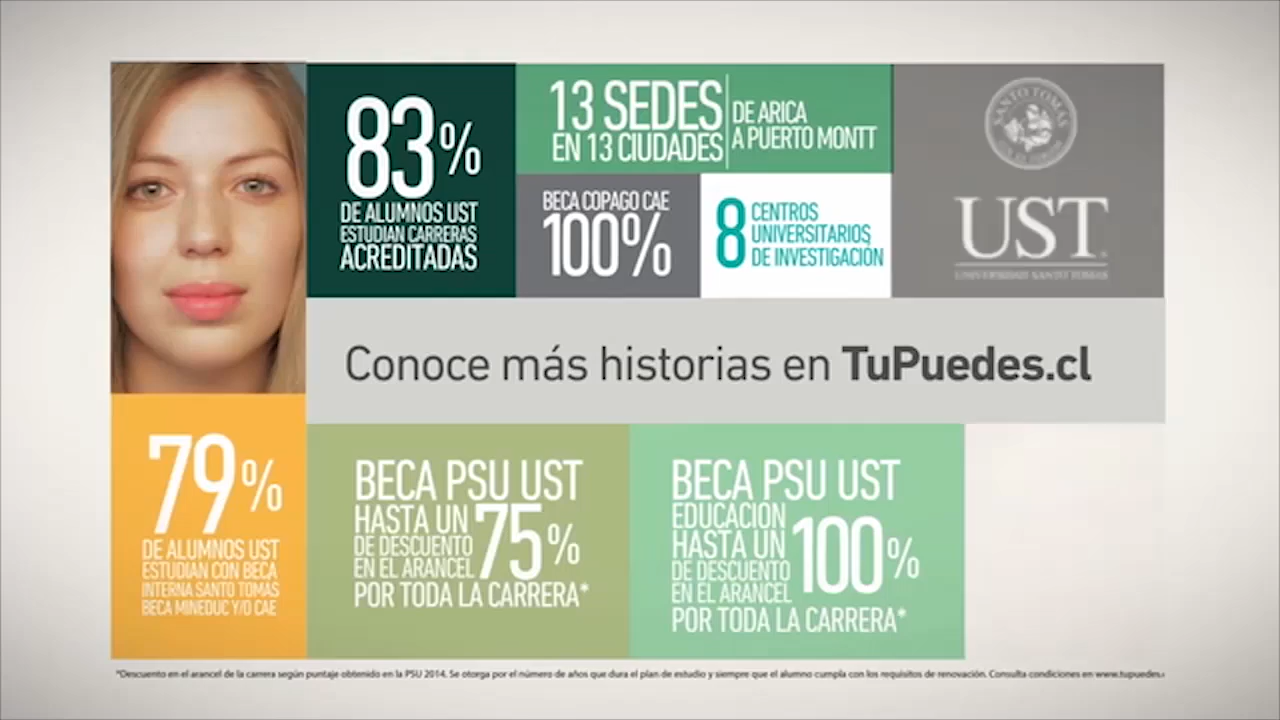 83%
DE ALUMNOS UST
ESTUDIAN CARRERAS
ACREDITADAS
13 SEDES
EN 13 CIUDADES
DE ARICA
A PUERTO MONTT
BECA COPAGO CAE
100%
8
CENTROS
UNIVERSITARIOS
DE INVESTIGACIÓN
SANTO TOMAS
UST
UNIVERSIDAD SANTO TOMAS
Conoce más historias en TuPuedes.cl
79%
DE ALUMNOS UST
ESTUDIAN CON BECA
INTERNA SANTO TOMAS
BECA MINEDUC Y/O CAE
BECA PSU UST
HASTA UN
DE DESCUENTO
EN EL ARANCEL
75%
POR TODA LA CARRERA*
BECA PSU UST
EDUCACION
HASTA UN
DE DESCUENTO
EN EL ARANCEL
100%
POR TODA LA CARRERA*
*Descuento en el arancel de la carrera según puntaje obtenido en la PSU 2014. Se otorga por el número de años que dura el plan de estudio y siempre que el alumno cumpla con los requisitos de renovación. Consulta condiciones en www.tupuedes.